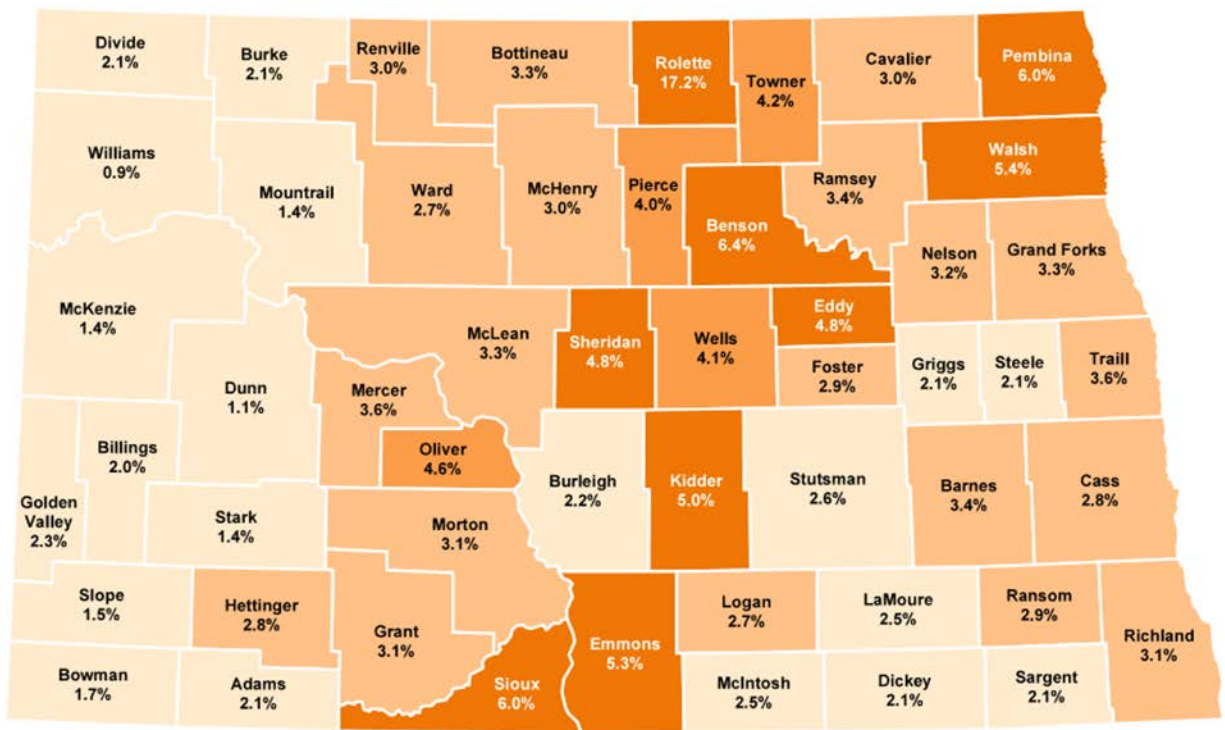 Divide
2.1%
Burke
2.1%
Renville
3.0%
Bottineau
3.3%
Rolette
17.2%
Towner
4.2%
Cavalier
3.0%
Pembina
6.0%
Williams
0.9%
Mountrail
1.4%
Ward
2.7%
McHenry
3.0%
Pierce
4.0%
Benson
6.4%
Ramsey
3.4%
Walsh
5.4%
Nelson
3.2%
Grand Forks
3.3%
McKenzie
1.4%
Dunn
1.1%
McLean
3.3%
Mercer
3.6%
Oliver
4.6%
Sheridan
4.8%
Wells
4.1%
Eddy
4.8%
Foster
2.9%
Griggs
2.1%
Steele
2.1%
Traill
3.6%
Golden
Valley
2.3%
Billings
2.0%
Stark
1.4%
Morton
3.1%
Burleigh
2.2%
Kidder
5.0%
Stutsman
2.6%
Barnes
3.4%
Cass
2.8%
Slope
1.5%
Hettinger
2.8%
Grant
3.1%
Emmons
5.3%
Logan
2.7%
LaMoure
2.5%
Ransom
2.9%
Richland
3.1%
Bowman
1.7%
Adams
2.1%
Sioux
6.0%
McIntosh
2.5%
Dickey
2.1%
Sargent
2.1%